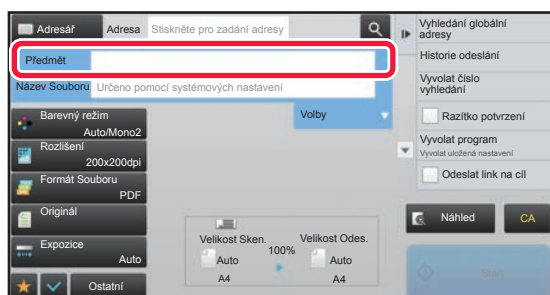 Adresář
Adresa
Stiskněte pro zadání adresy
Předmět
Název Souboru
Určeno pomocí systémových nastavení
Barevný režim
Auto/Mono2
Rozlišení
200x200dpi
Formát Souboru
PDF
Originál
Expozice
Auto
Ostatní
Volby
Velikost Sken.
100%
Velikost Odes.
Auto
Auto
A4
A4
Vyhledání globální
adresy
Historie odeslání
Vyvolat číslo
vyhledání
Razítko potvrzení
Vyvolat program
Vyvolat uložená nastavení
Odeslat link na cíl
Náhled
CA
Start